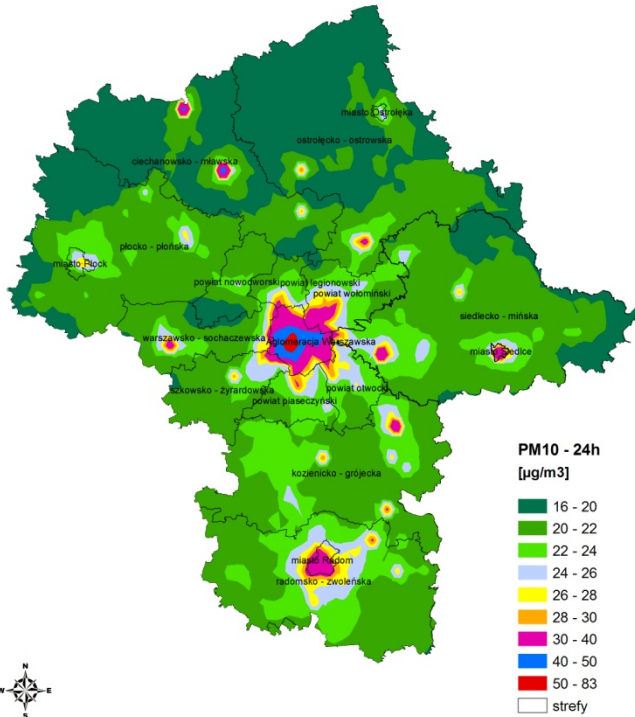 miasto Ostrołęka
ostrołęcko - ostrowska
ciechanowsko - mławska
płocko - płońska
miasto Płock
powiat nowodworski
powiat legionowski
powiat wołomiński
siedlecko - mińska
warszawsko - sochaczewska
Aglomeracja Warszawska
miasto Siedlce
szkowsko - żyrardowska
powiat otwocki
powiat piaseczyński
kozienicko - grójecka
miasto Radom
radomsko - zwoleńska
PM10 - 24h
[µg/m3]
16 - 20
20 - 22
22 - 24
24 - 26
26 - 28
28 - 30
30 - 40
40 - 50
50 - 83
strefy
N
W
E
S